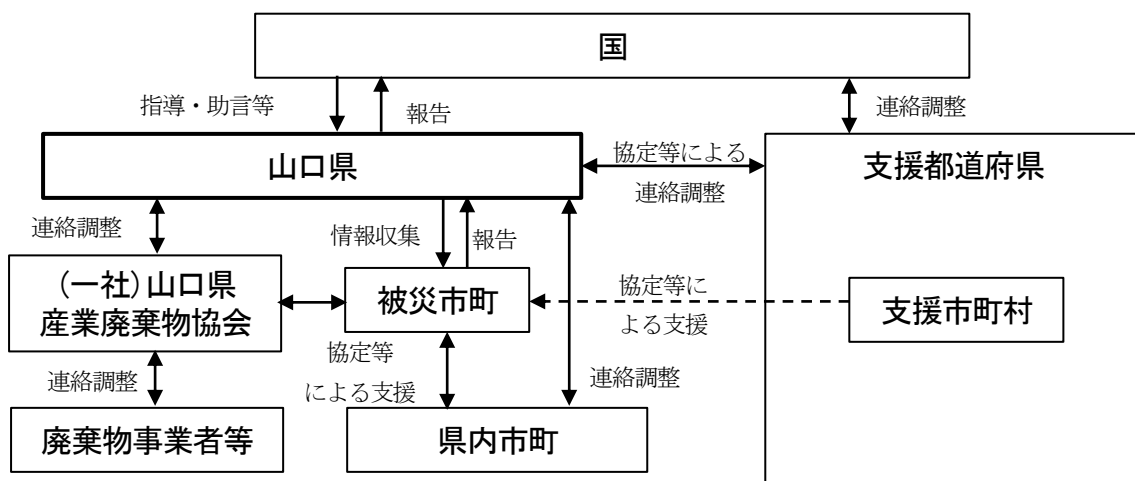 国
指導・助言等
報告
連絡調整
山口県
協定等による
連絡調整
支援都道府県
連絡調整
情報収集
報告
(一社)山口県
産業廃棄物協会
被災市町
協定等に
よる支援
支援市町村
協定等
による支援
連絡調整
連絡調整
廃棄物事業者等
県内市町